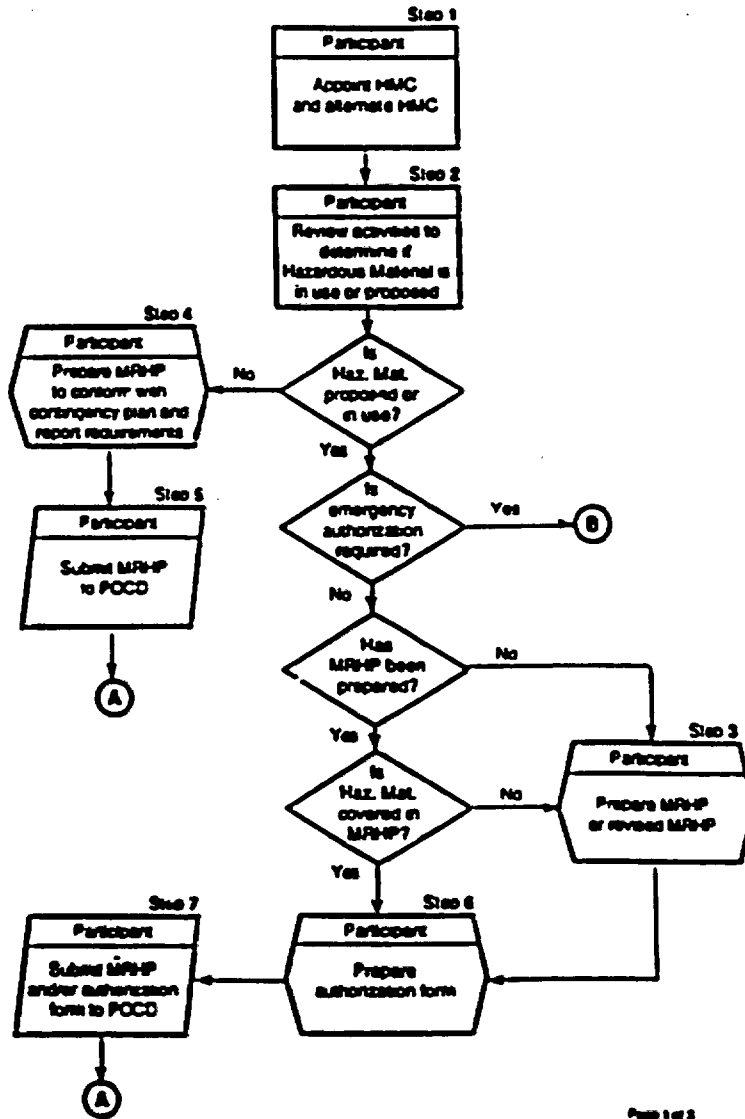 Step 1
Participant
Appoint HMC
and alternate HMC
Step 2
Participant
Review activities to
determine if
Hazardous Material is
in use or proposed
Is
Haz. Mat.
proposed or
in use?
No
Step 4
Participant
Prepare MRHP
to conform with
contingency plan and
report requirements
Step 5
Participant
Submit MRHP
to POCD
A
Yes
Is
emergency
authorization
required?
Yes
B
No
Has
MRHP been
prepared?
No
Yes
Step 3
Participant
Prepare MRHP
or revised MRHP
Is
Haz. Mat.
covered in
MRHP?
No
Yes
Step 6
Participant
Prepare
authorization form
Step 7
Participant
Submit MRHP
and/or authorization
form to POCD
A
Page 1 of 2